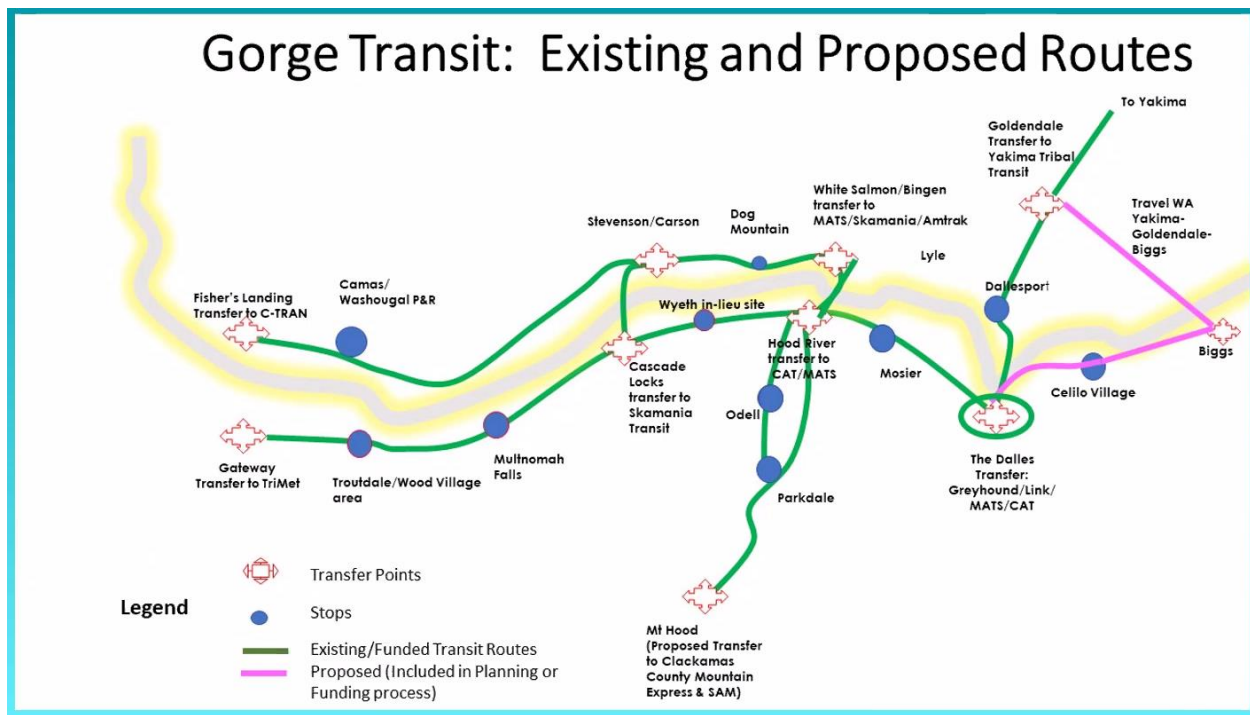 Gorge Transit:  Existing and Proposed Routes
To Yakima
Goldendale
Transfer to
Yakima Tribal
Transit
White Salmon/Bingen
transfer to
MATS/Skamania/Amtrak
Travel WA
Yakima-
Goldendale-
Biggs
Dog
Mountain
Stevenson/Carson
Lyle
Camas/
Washougal P&R
Dallesport
Fisher's Landing
Transfer to C-TRAN
Wyeth in-lieu site
Hood River
transfer to
CAT/MATS
Biggs
Cascade
Locks
transfer to
Skamania
Transit
Mosier
Celilo Village
Odell
Multnomah
Falls
Gateway
Transfer to TriMet
Troutdale/Wood Village
area
The Dalles
Transfer:
Greyhound/Link/
MATS/CAT
Parkdale
Mt Hood
(Proposed Transfer
to Clackamas
County Mountain
Express & SAM)
Legend
Transfer Points
Stops
Existing/Funded Transit Routes
Proposed (Included in Planning or
Funding process)